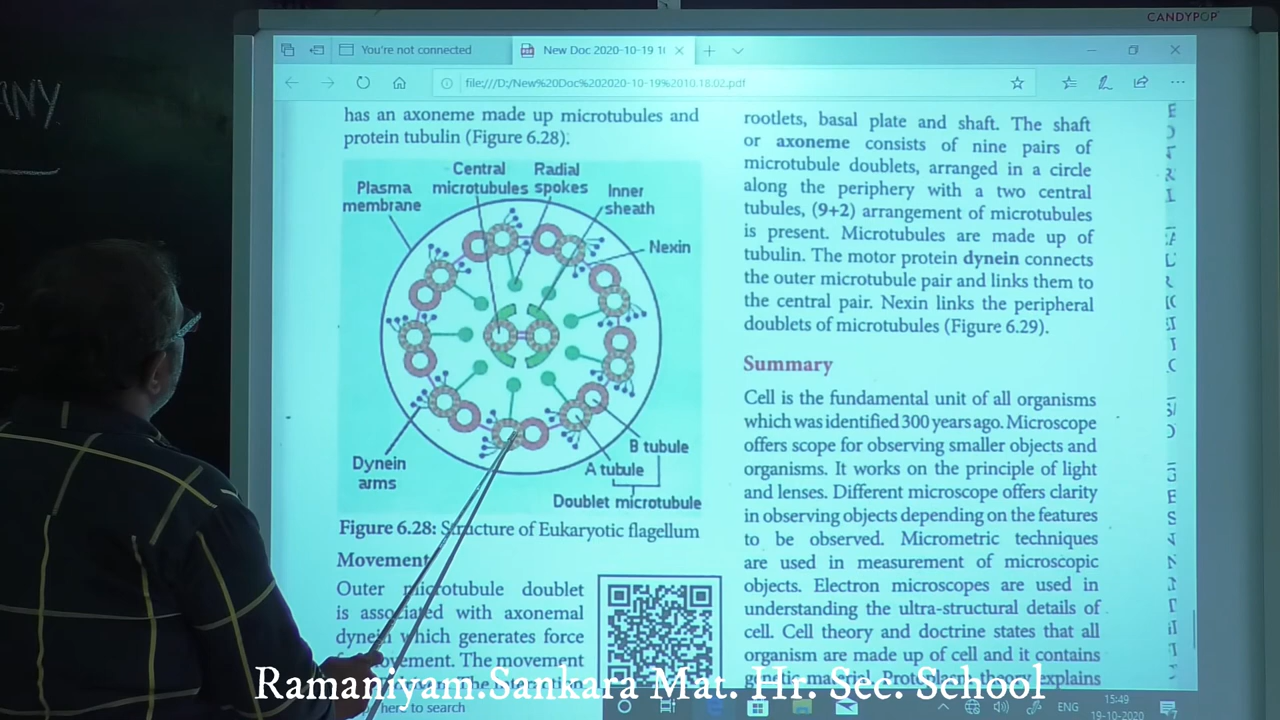 ANY
CANDYPOP
You're not connected
New Doc 2020-10-19 1(
file:///D:/New%20Doc%202020-10-19%2010.18.02.pdf
has an axoneme made up microtubules and
protein tubulin (Figure 6.28).
Central microtubules
Radial spokes
Plasma membrane
Inner sheath
Nexin
Dynein arms
B tubule
A tubule
Doublet microtubule
Figure 6.28: Structure of Eukaryotic flagellum
Movement
Outer microtubule doublet
is associated with axonemal
dynein which generates force
movement. The movement
rootlets, basal plate and shaft. The shaft
or axoneme consists of nine pairs of
microtubule doublets, arranged in a circle
along the periphery with a two central
tubules, (9+2) arrangement of microtubules
is present. Microtubules are made up of
tubulin. The motor protein dynein connects
the outer microtubule pair and links them to
the central pair. Nexin links the peripheral
doublets of microtubules (Figure 6.29).
Summary
Cell is the fundamental unit of all organisms
which was identified 300 years ago. Microscope
offers scope for observing smaller objects and
organisms. It works on the principle of light
and lenses. Different microscope offers clarity
in observing objects depending on the features
to be observed. Micrometric techniques
are used in measurement of microscopic
objects. Electron microscopes are used in
understanding the ultra-structural details of
cell. Cell theory and doctrine states that all
organism are made up of cell and it contains
genetic material. Protoplasm theory explains
Ramaniyam.Sankara Mat. Hr. Sec. School
here to search
ENG
15:49
19-10-2020